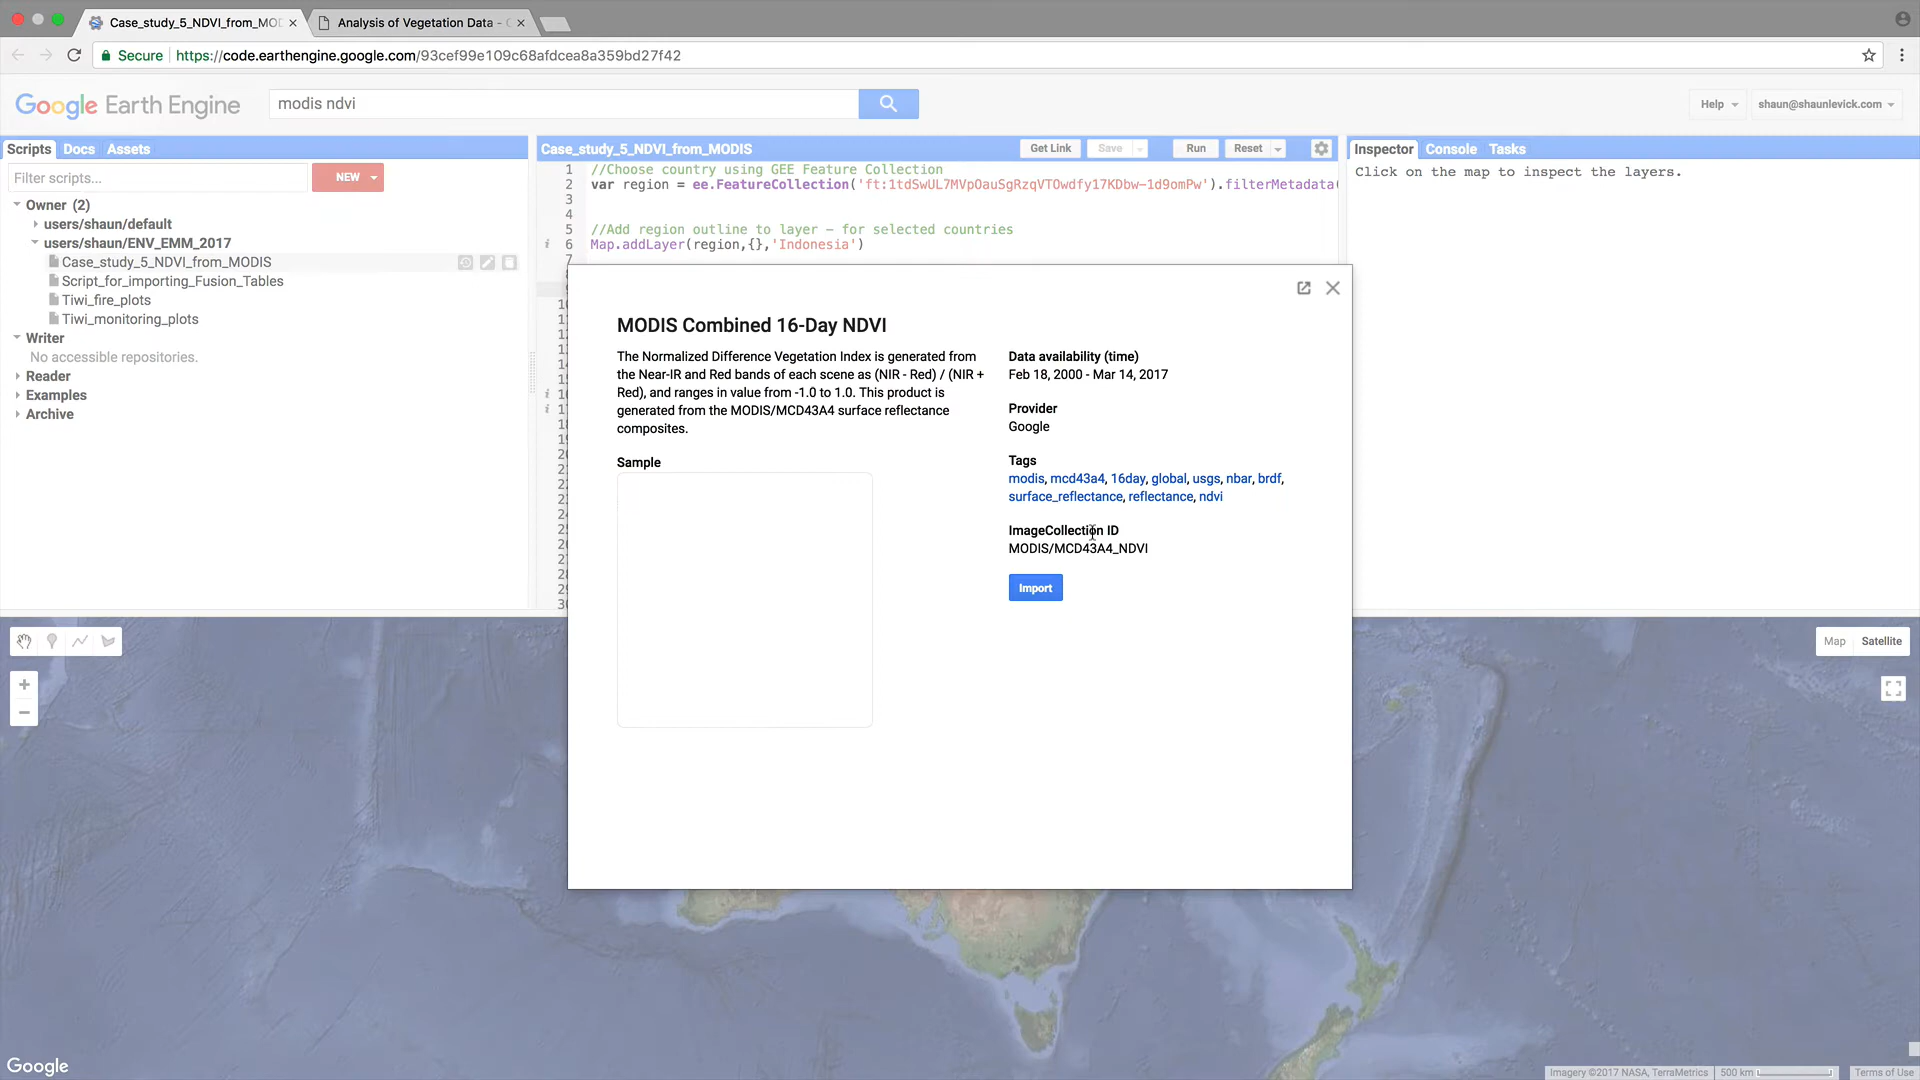 Case_study_5_NDVI_from_MOD
Analysis of Vegetation Data -
Secure https://code.earthengine.google.com/93cef99e109c68afdcea8a359bd27f42
Google Earth Engine
modis ndvi
Help
shaun@shaunlevick.com
Scripts Docs Assets
Filter scripts...
NEW
Owner (2)
users/shaun/default
users/shaun/ENV_EMM_2017
Case_study_5_NDVI_from_MODIS
Script_for_importing_Fusion_Tables
Tiwi_fire_plots
Tiwi_monitoring_plots
Writer
No accessible repositories.
Reader
Examples
Archive
Case_study_5_NDVI_from_MODIS
Get Link Save Run Reset
1 //Choose country using GEE Feature Collection
2 var region = ee.FeatureCollection('ft:1tdSwUL7MVpOauSgRzqVTOwdfy17KDbw-1d9omPw').filterMetadata(
3
4
5 //Add region outline to layer – for selected countries
6 Map.addLayer(region,{},'Indonesia')
7
Inspector Console Tasks
Click on the map to inspect the layers.
MODIS Combined 16-Day NDVI
The Normalized Difference Vegetation Index is generated from
the Near-IR and Red bands of each scene as (NIR - Red) / (NIR +
Red), and ranges in value from -1.0 to 1.0. This product is
generated from the MODIS/MCD43A4 surface reflectance
composites.
Sample
Data availability (time)
Feb 18, 2000 - Mar 14, 2017
Provider
Google
Tags
modis, mcd43a4, 16day, global, usgs, nbar, brdf,
surface_reflectance, reflectance, ndvi
ImageCollection ID
MODIS/MCD43A4_NDVI
Import
Map Satellite
Google
Imagery ©2017 NASA, TerraMetrics 500 km Terms of Use